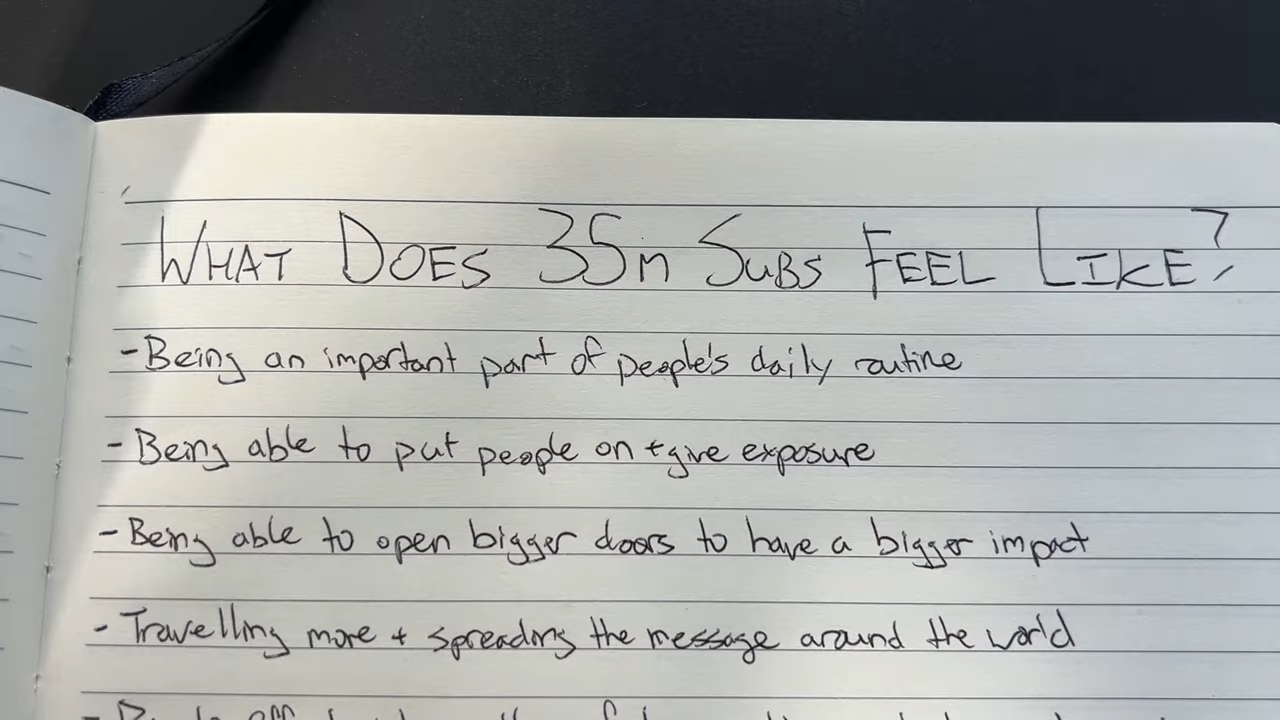 WHAT DOES 35m SUBS FEEL LIKE?
- Being an important part of people's daily routine
- Being able to put people on + give exposure
- Being able to open bigger doors to have a bigger impact
- Travelling more + spreading the message around the world